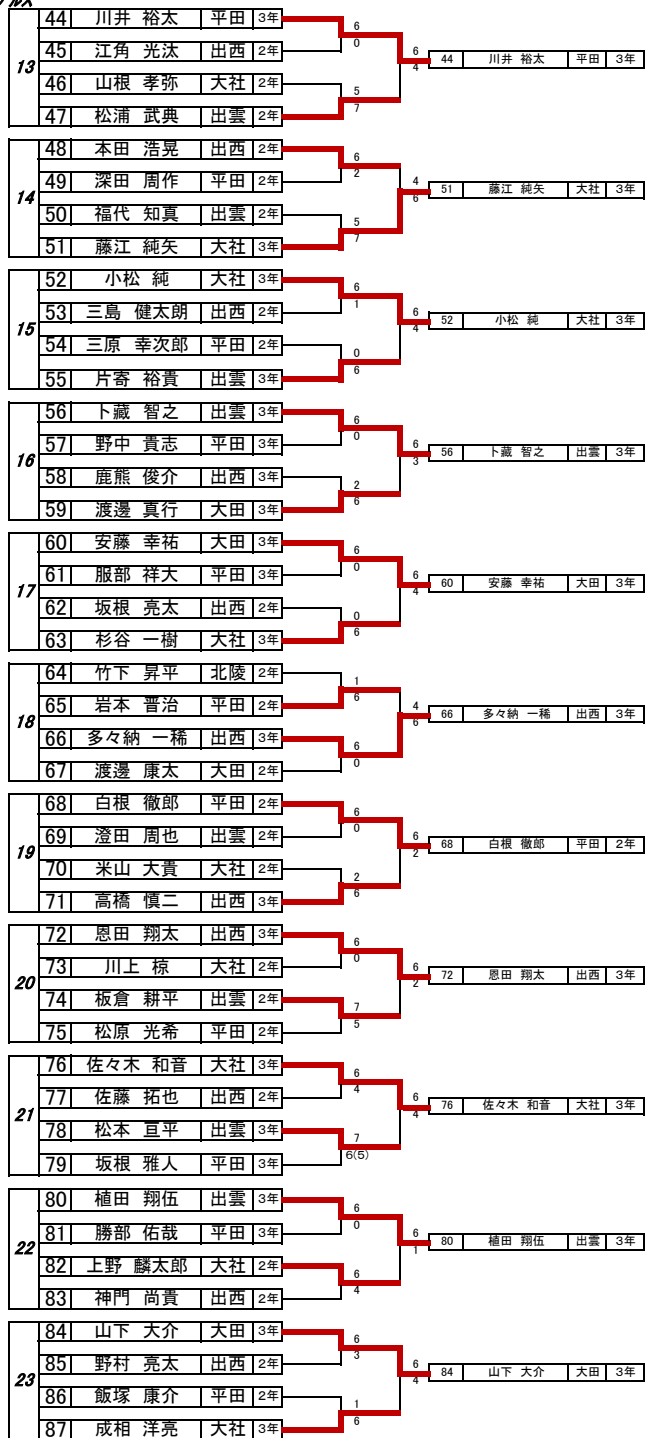 13
44 川井 裕太 平田 3年
6
0
45 江角 光汰 出西 2年
6
4
44 川井 裕太 平田 3年
46 山根 孝弥 大社 2年
5
7
47 松浦 武典 出雲 2年
14
48 本田 浩晃 出西 2年
6
2
49 深田 周作 平田 2年
4
6
51 藤江 純矢 大社 3年
50 福代 知真 出雲 2年
5
7
51 藤江 純矢 大社 3年
15
52 小松 純 大社 3年
6
1
53 三島 健太朗 出西 2年
6
4
52 小松 純 大社 3年
54 三原 幸次郎 平田 2年
0
6
55 片寄 裕貴 出雲 3年
16
56 卜藏 智之 出雲 3年
6
0
57 野中 貴志 平田 3年
6
3
56 卜蔵 智之 出雲 3年
58 鹿熊 俊介 出西 3年
2
6
59 渡邊 真行 大田 3年
17
60 安藤 幸祐 大田 3年
6
0
61 服部 祥大 平田 3年
6
4
60 安藤 幸祐 大田 3年
62 坂根 亮太 出西 2年
0
6
63 杉谷 一樹 大社 3年
18
64 竹下 昇平 北陵 2年
1
6
65 岩本 晋治 平田 2年
4
6
66 多々納 一稀 出西 3年
66 多々納 一稀 出西 3年
6
0
67 渡邊 康太 大田 2年
19
68 白根 徹郎 平田 2年
6
0
69 澄田 周也 出雲 2年
6
2
68 白根 徹郎 平田 2年
70 米山 大貴 大社 2年
2
6
71 高橋 慎二 出西 3年
20
72 恩田 翔太 出西 3年
6
0
73 川上 椋 大社 2年
6
2
72 恩田 翔太 出西 3年
74 板倉 耕平 出雲 2年
7
5
75 松原 光希 平田 2年
21
76 佐々木 和音 大社 3年
6
4
77 佐藤 拓也 出西 2年
6
4
76 佐々木 和音 大社 3年
78 松本 亘平 出雲 3年
7
6(5)
79 坂根 雅人 平田 3年
22
80 植田 翔伍 出雲 3年
6
0
81 勝部 佑哉 平田 3年
6
1
80 植田 翔伍 出雲 3年
82 上野 麟太郎 大社 2年
6
4
83 神門 尚貴 出西 2年
23
84 山下 大介 大田 3年
6
3
85 野村 亮太 出西 2年
6
4
84 山下 大介 大田 3年
86 飯塚 康介 平田 2年
1
6
87 成相 洋亮 大社 3年